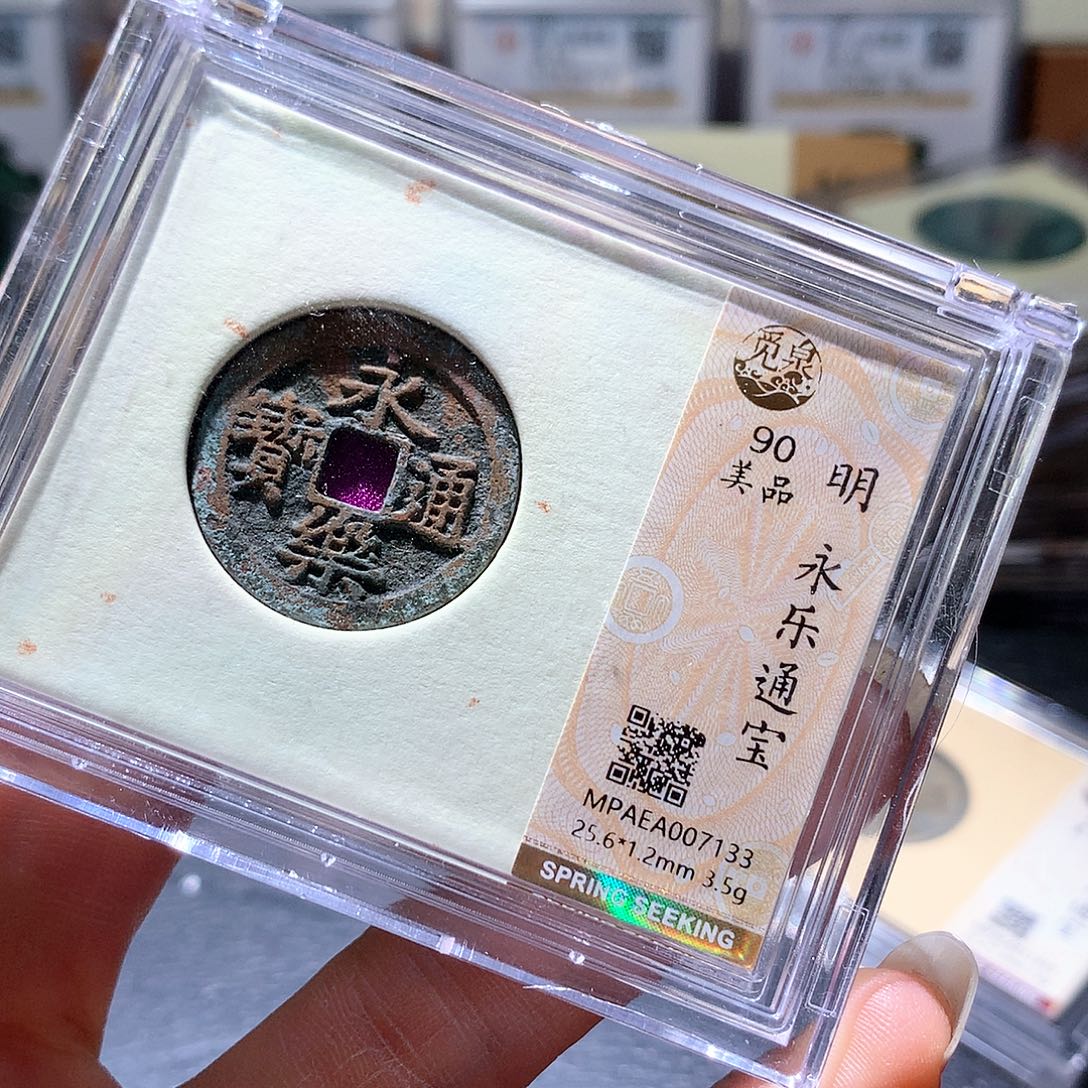 永樂通寶
觅泉
90
美品
明 永乐通宝
MPAEA007133
25.6*1.2mm 3.5g
SPRING SEEKING